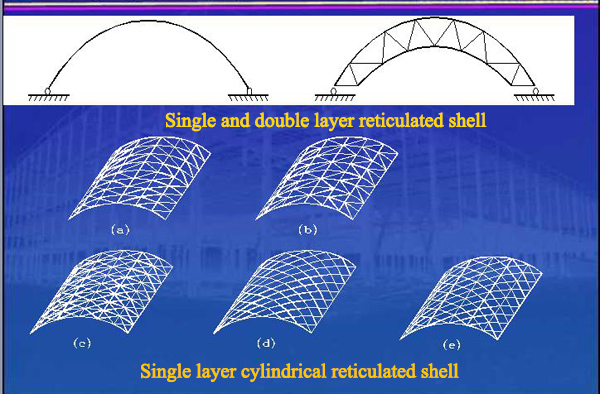 Single and double layer reticulated shell
(a)
(b)
(c)
(d)
(e)
Single layer cylindrical reticulated shell